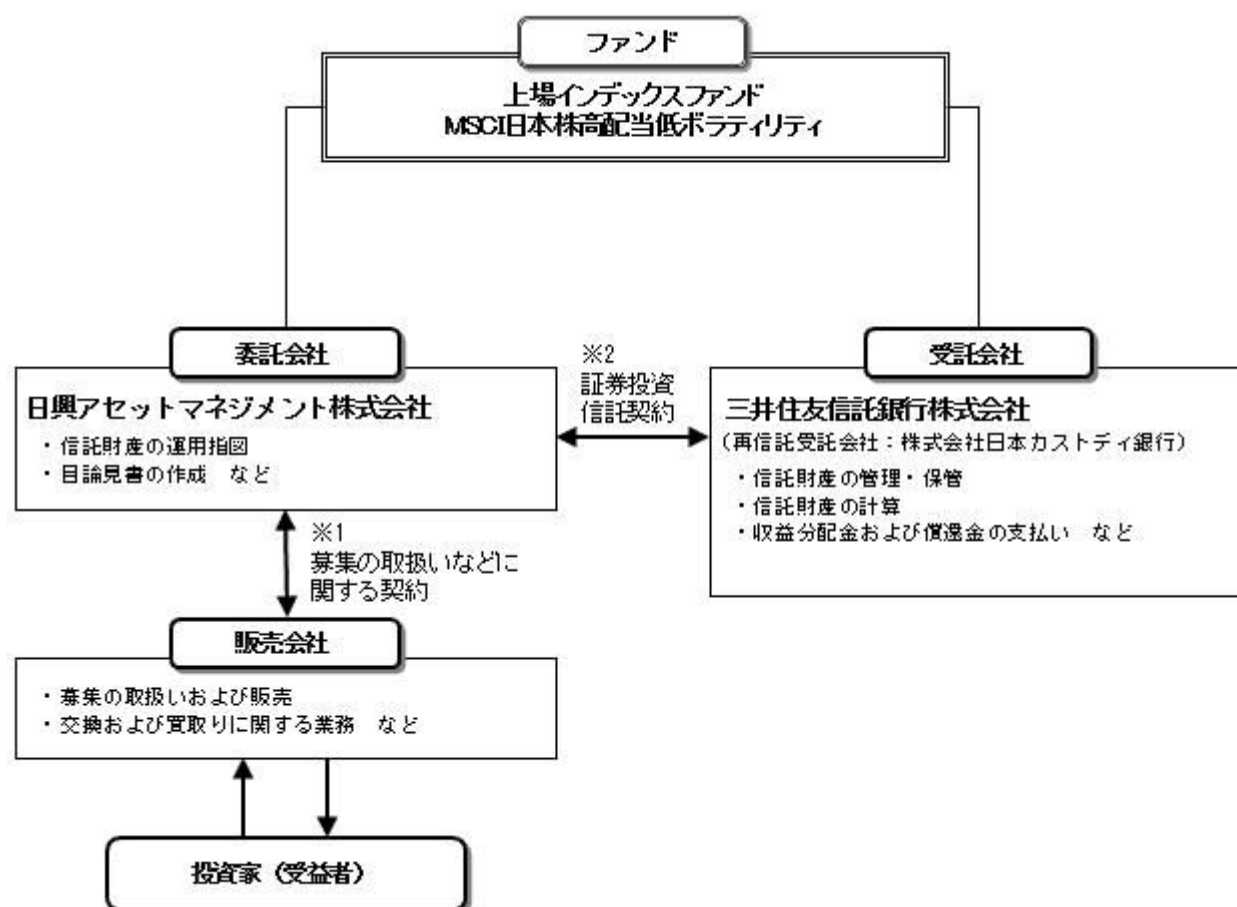 ファンド
上場インデックスファンド
MSCI日本株高配当低ボラティリティ
委託会社
日興アセットマネジメント株式会社
・信託財産の運用指図
・目論見書の作成　など
※2
証券投資
信託契約
受託会社
三井住友信託銀行株式会社
(再信託受託会社：株式会社日本カストディ銀行)
・信託財産の管理・保管
・信託財産の計算
・収益分配金および償還金の支払い　など
※1
募集の取扱いなどに
関する契約
販売会社
・募集の取扱いおよび販売
・交換および買取りに関する業務　など
投資家（受益者）